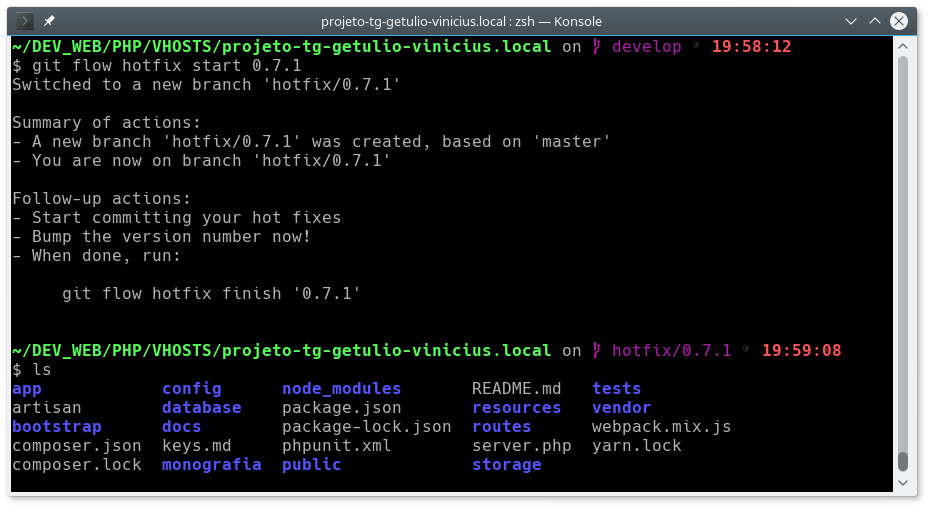 projeto-tg-getulio-vinicius.local : zsh — Konsole
~/DEV_WEB/PHP/VHOSTS/projeto-tg-getulio-vinicius.local on develop 19:58:12
$ git flow hotfix start 0.7.1
Switched to a new branch 'hotfix/0.7.1'
Summary of actions:
- A new branch 'hotfix/0.7.1' was created, based on 'master'
- You are now on branch 'hotfix/0.7.1'
Follow-up actions:
- Start committing your hot fixes
- Bump the version number now!
- When done, run:
git flow hotfix finish '0.7.1'
~/DEV_WEB/PHP/VHOSTS/projeto-tg-getulio-vinicius.local on hotfix/0.7.1 19:59:08
$ ls
app config node_modules README.md tests
artisan database package.json resources vendor
bootstrap docs package-lock.json routes webpack.mix.js
composer.json keys.md phpunit.xml server.php yarn.lock
composer.lock monografia public storage